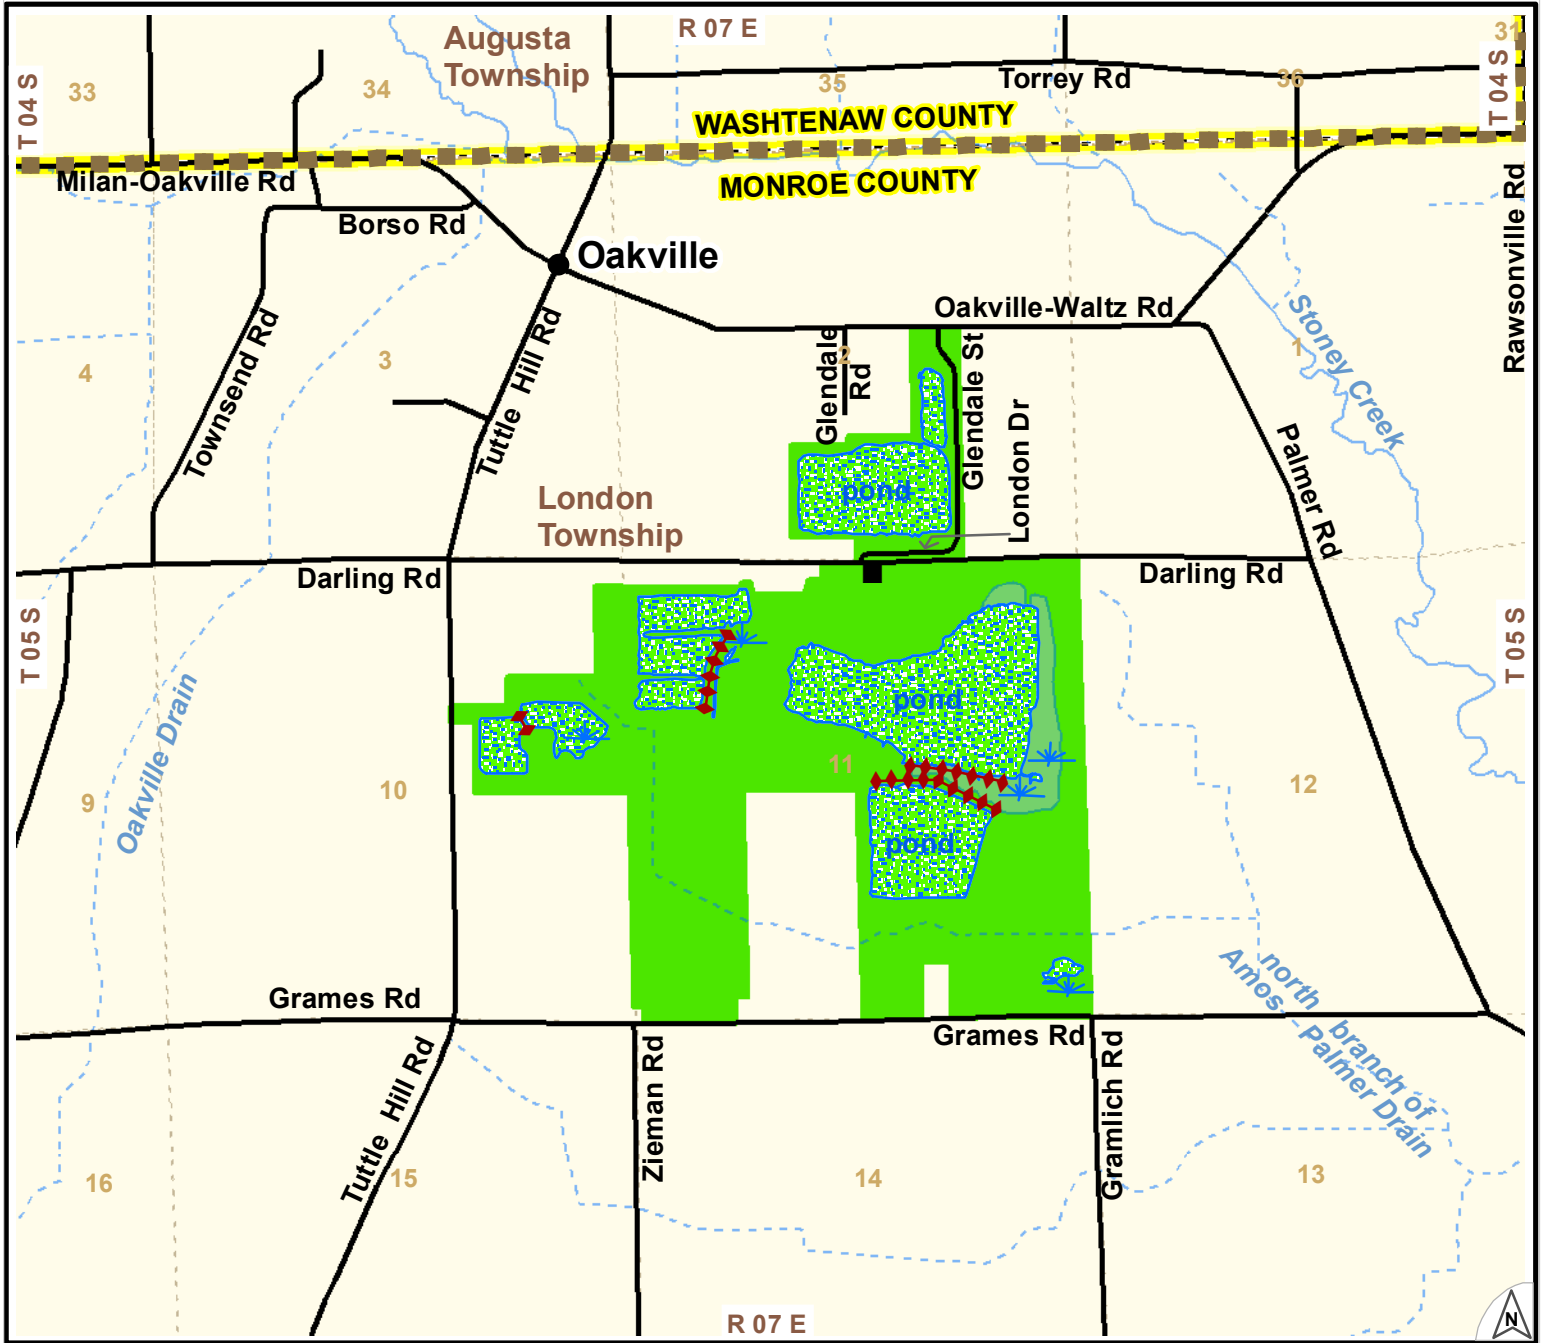 R 07 E
31
Augusta
Township
T 04 S
33
34
35
Torrey Rd
36
T 04 S
WASHTENAW COUNTY
MONROE COUNTY
Milan-Oakville Rd
Borso Rd
Oakville
Rawsonville Rd
Oakville-Waltz Rd
Stoney Creek
Townsend Rd
Tuttle Hill Rd
4
3
2
1
Glendale
Rd
Glendale St
London Dr
Palmer Rd
pond
London
Township
Darling Rd
Darling Rd
T 05 S
T 05 S
Oakville Drain
pond
11
9
10
12
pond
Grames Rd
Grames Rd
north branch of
Amos - Palmer Drain
Tuttle Hill Rd
Zieman Rd
Gramlich Rd
16
15
14
13
R 07 E
N